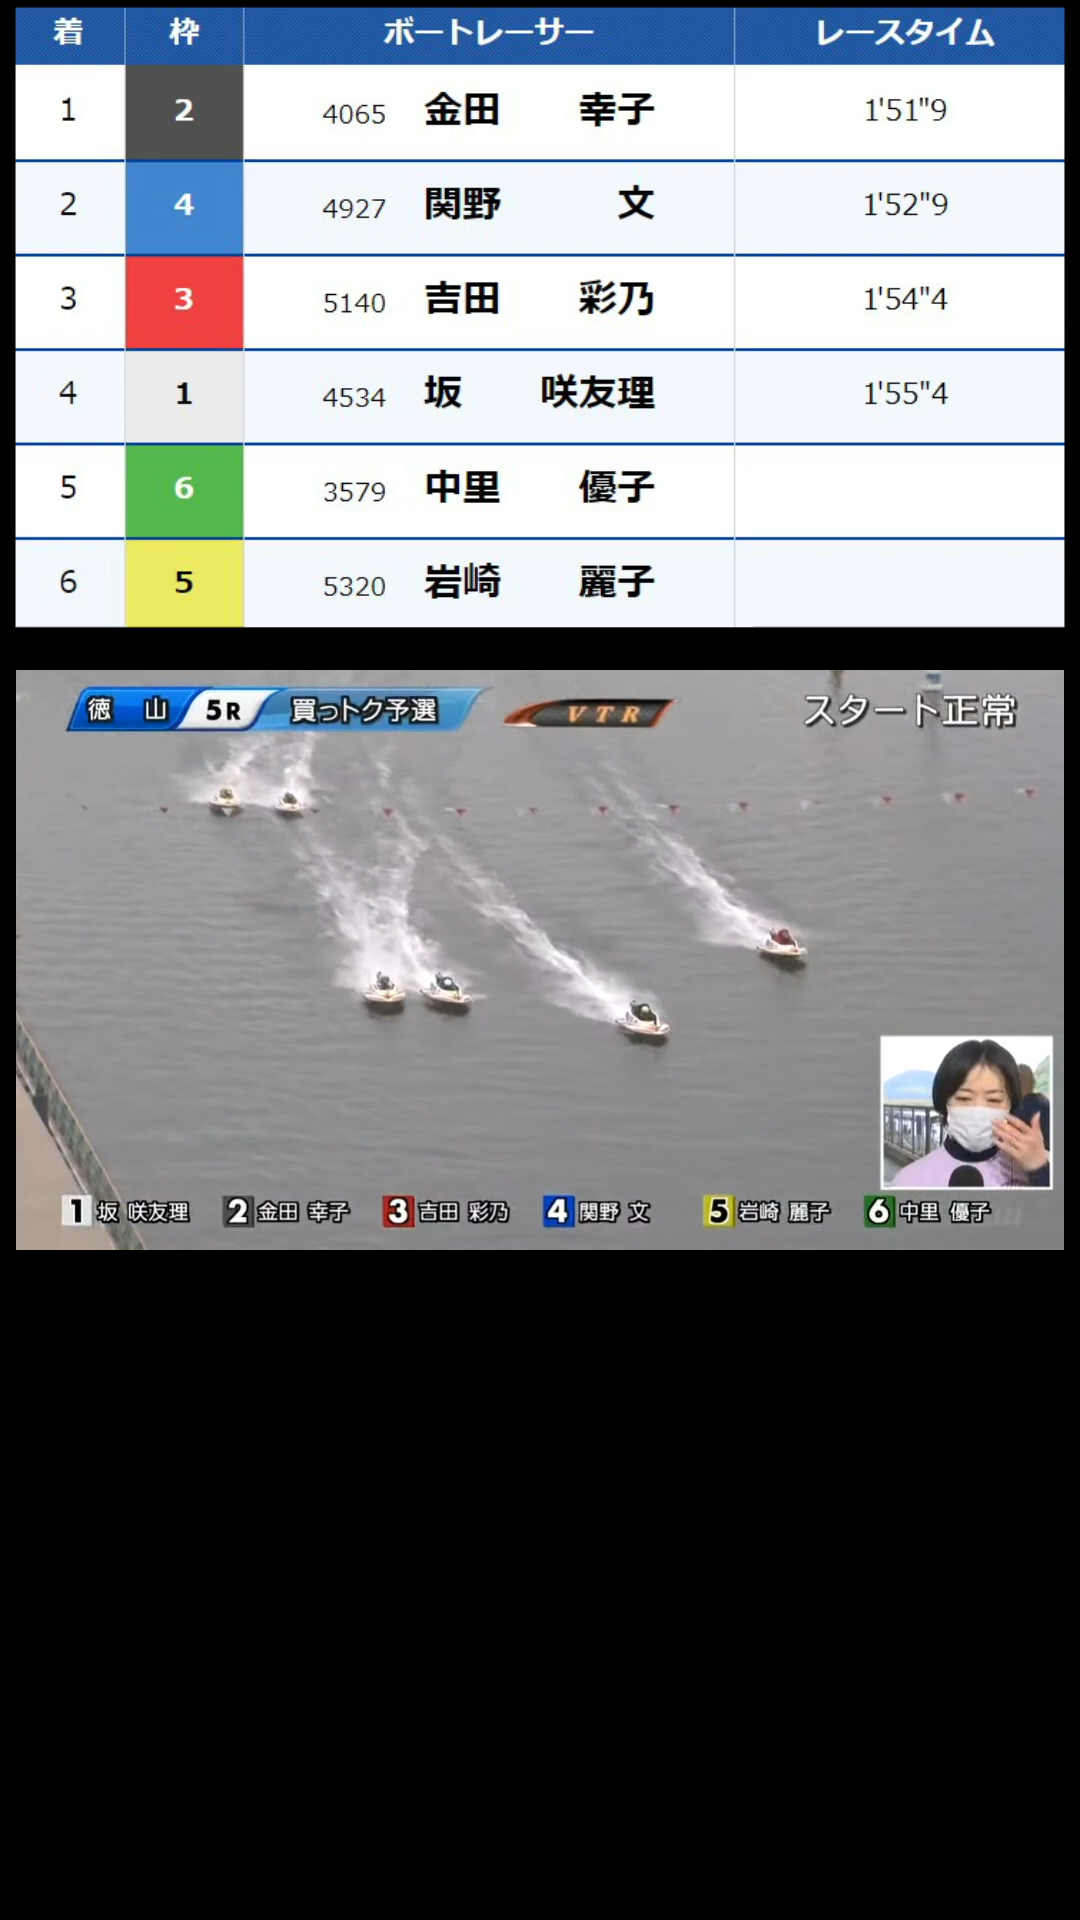 着 枠 ボートレーサー レースタイム
1 2 4065 金田 幸子 1'51"9
2 4 4927 関野 文 1'52"9
3 3 5140 吉田 彩乃 1'54"4
4 1 4534 坂 咲友理 1'55"4
5 6 3579 中里 優子
6 5 5320 岩崎 麗子
徳山 5R 買っトク予選 VTR スタート正常
1 坂 咲友理 2 金田 幸子 3 吉田 彩乃 4 関野 文 5 岩崎 麗子 6 中里 優子